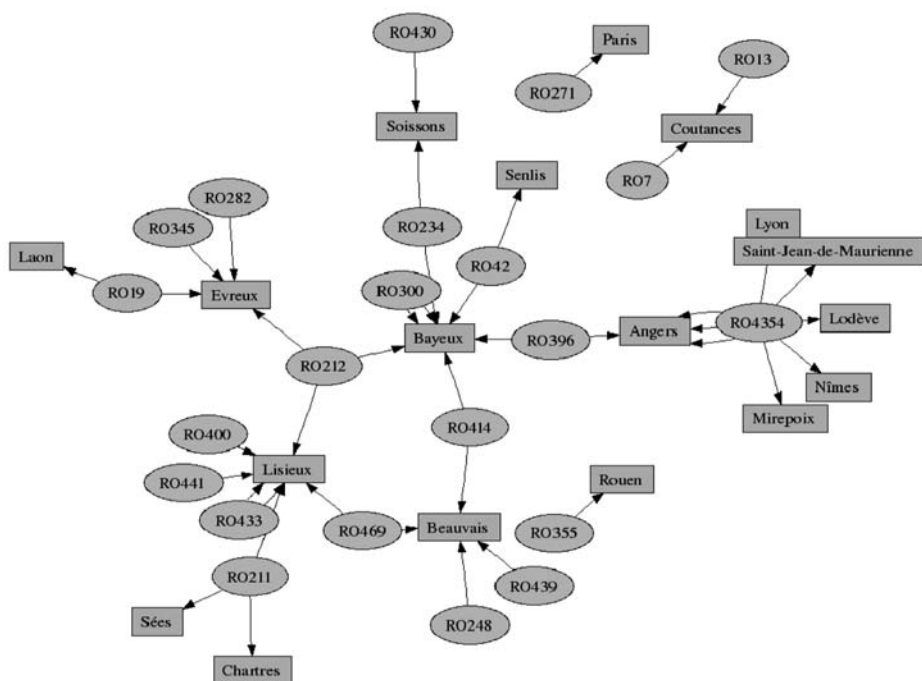 RO430
Paris
RO13
RO271
Soissons
Coutances
Senlis
RO7
RO282
RO345
RO234
Lyon
Laon
Saint-Jean-de-Maurienne
RO42
RO19
Evreux
RO300
RO4354
Lodève
Bayeux
RO396
Angers
RO212
Nîmes
Mirepoix
RO400
RO414
Lisieux
RO441
Rouen
RO433
RO469
Beauvais
RO355
RO211
RO439
Sées
RO248
Chartres